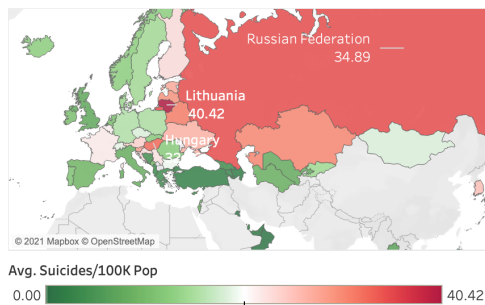 Russian Federation
34.89
Lithuania
40.42
Hungary
© 2021 Mapbox © OpenStreetMap
Avg. Suicides/100K Pop
0.00
40.42